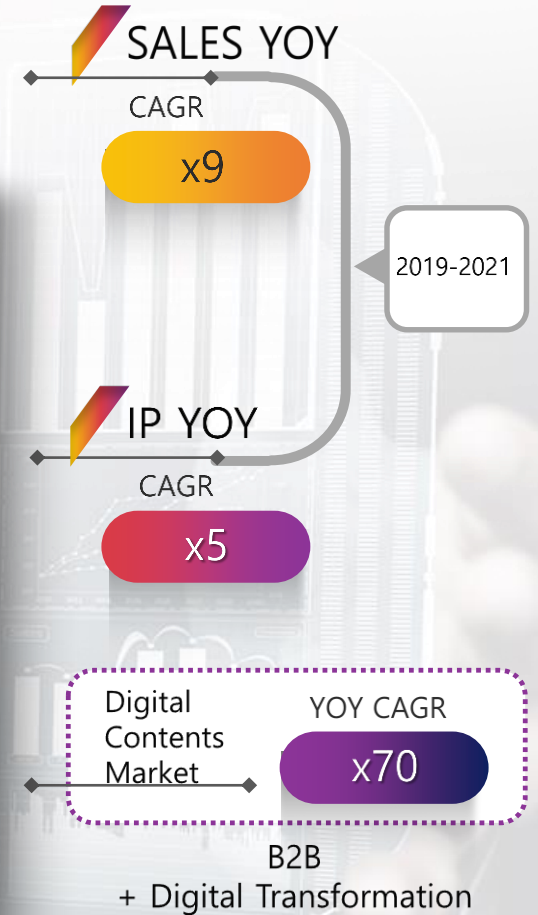 SALES YOY
CAGR
x9
2019-2021
IP YOY
CAGR
x5
Digital
Contents
Market
YOY CAGR
x70
B2B
+ Digital Transformation